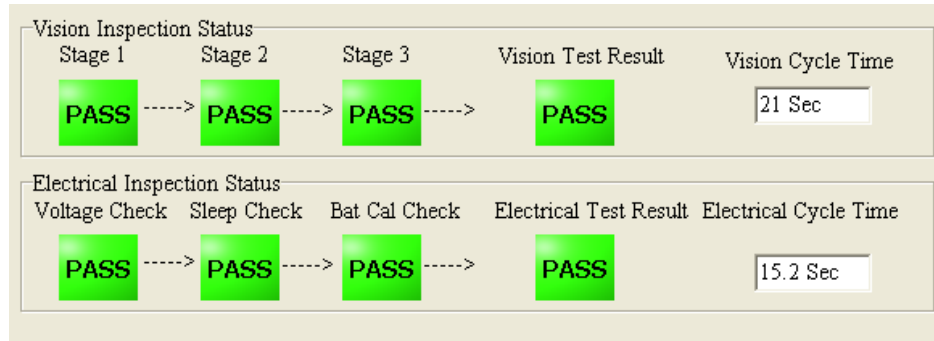 Vision Inspection Status
Stage 1 Stage 2 Stage 3 Vision Test Result Vision Cycle Time
PASS -----> PASS -----> PASS -----> PASS 21 Sec
Electrical Inspection Status
Voltage Check Sleep Check Bat Cal Check Electrical Test Result Electrical Cycle Time
PASS -----> PASS -----> PASS -----> PASS 15.2 Sec